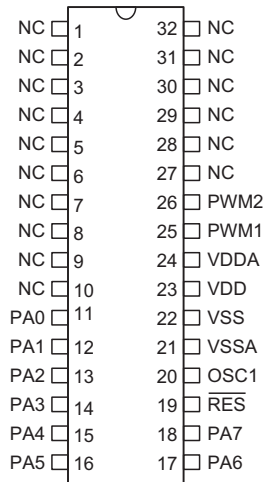 NC 1 32 NC
NC 2 31 NC
NC 3 30 NC
NC 4 29 NC
NC 5 28 NC
NC 6 27 NC
NC 7 26 PWM2
NC 8 25 PWM1
NC 9 24 VDDA
NC 10 23 VDD
PA0 11 22 VSS
PA1 12 21 VSSA
PA2 13 20 OSC1
PA3 14 19 R̅E̅S̅
PA4 15 18 PA7
PA5 16 17 PA6